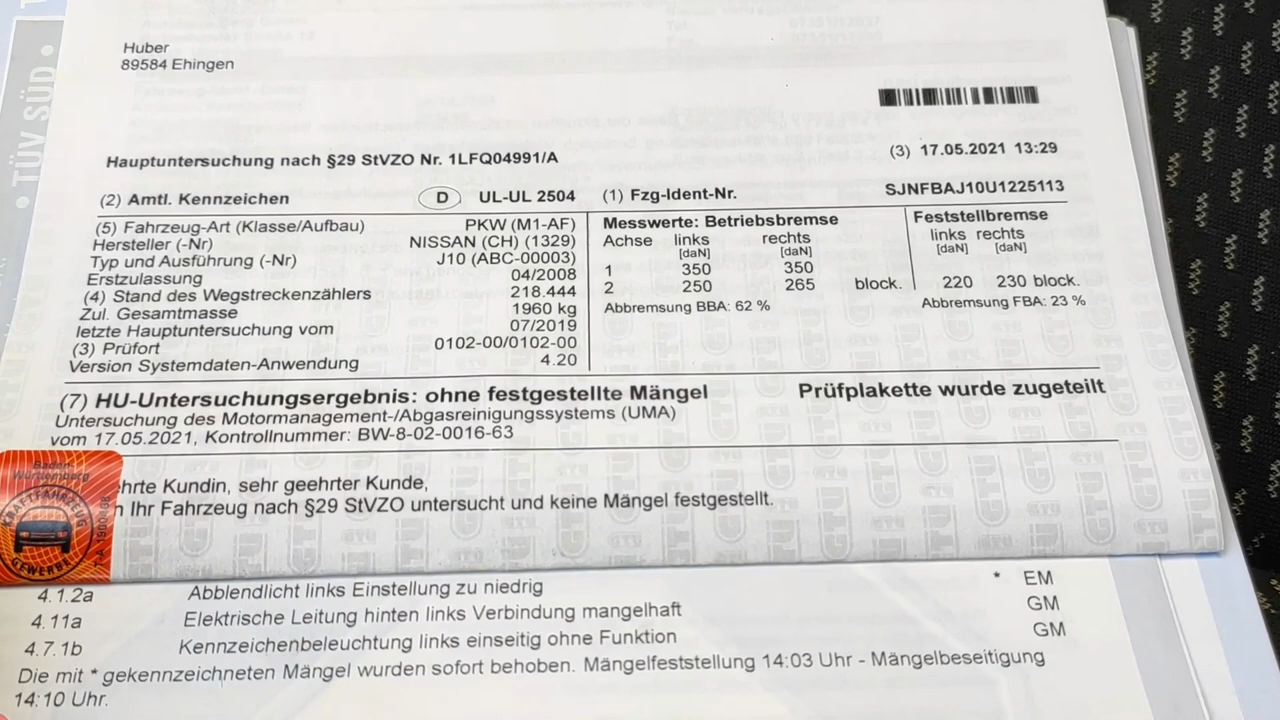 • TÜV SÜD •
Huber
89584 Ehingen
Hauptuntersuchung nach §29 StVZO Nr. 1LFQ04991/A
(3) 17.05.2021 13:29
(2) Amtl. Kennzeichen D UL-UL 2504
(1) Fzg-Ident-Nr. SJNFBAJ10U1225113
(5) Fahrzeug-Art (Klasse/Aufbau) PKW (M1-AF)
Hersteller (-Nr) NISSAN (CH) (1329)
Typ und Ausführung (-Nr) J10 (ABC-00003)
Erstzulassung 04/2008
(4) Stand des Wegstreckenzählers 218.444
Zul. Gesamtmasse 1960 kg
letzte Hauptuntersuchung vom 07/2019
(3) Prüfort 0102-00/0102-00
Version Systemdaten-Anwendung 4.20
Messwerte: Betriebsbremse
Achse links rechts
[daN] [daN]
1 350 350
2 250 265 block.
Abbremsung BBA: 62 %
Feststellbremse
links rechts
[daN] [daN]
220 230 block.
Abbremsung FBA: 23 %
(7) HU-Untersuchungsergebnis: ohne festgestellte Mängel Prüfplakette wurde zugeteilt
Untersuchung des Motormanagement-/Abgasreinigungssystems (UMA)
vom 17.05.2021, Kontrollnummer: BW-8-02-0016-63
Baden-
Württemberg
KRAFTFAHRZEUG
GEWERBE
hrte Kundin, sehr geehrter Kunde,
n Ihr Fahrzeug nach §29 StVZO untersucht und keine Mängel festgestellt.
GTÜ
4.1.2a Abblendlicht links Einstellung zu niedrig * EM
4.11a Elektrische Leitung hinten links Verbindung mangelhaft GM
4.7.1b Kennzeichenbeleuchtung links einseitig ohne Funktion GM
Die mit * gekennzeichneten Mängel wurden sofort behoben. Mängelfeststellung 14:03 Uhr - Mängelbeseitigung
14:10 Uhr.